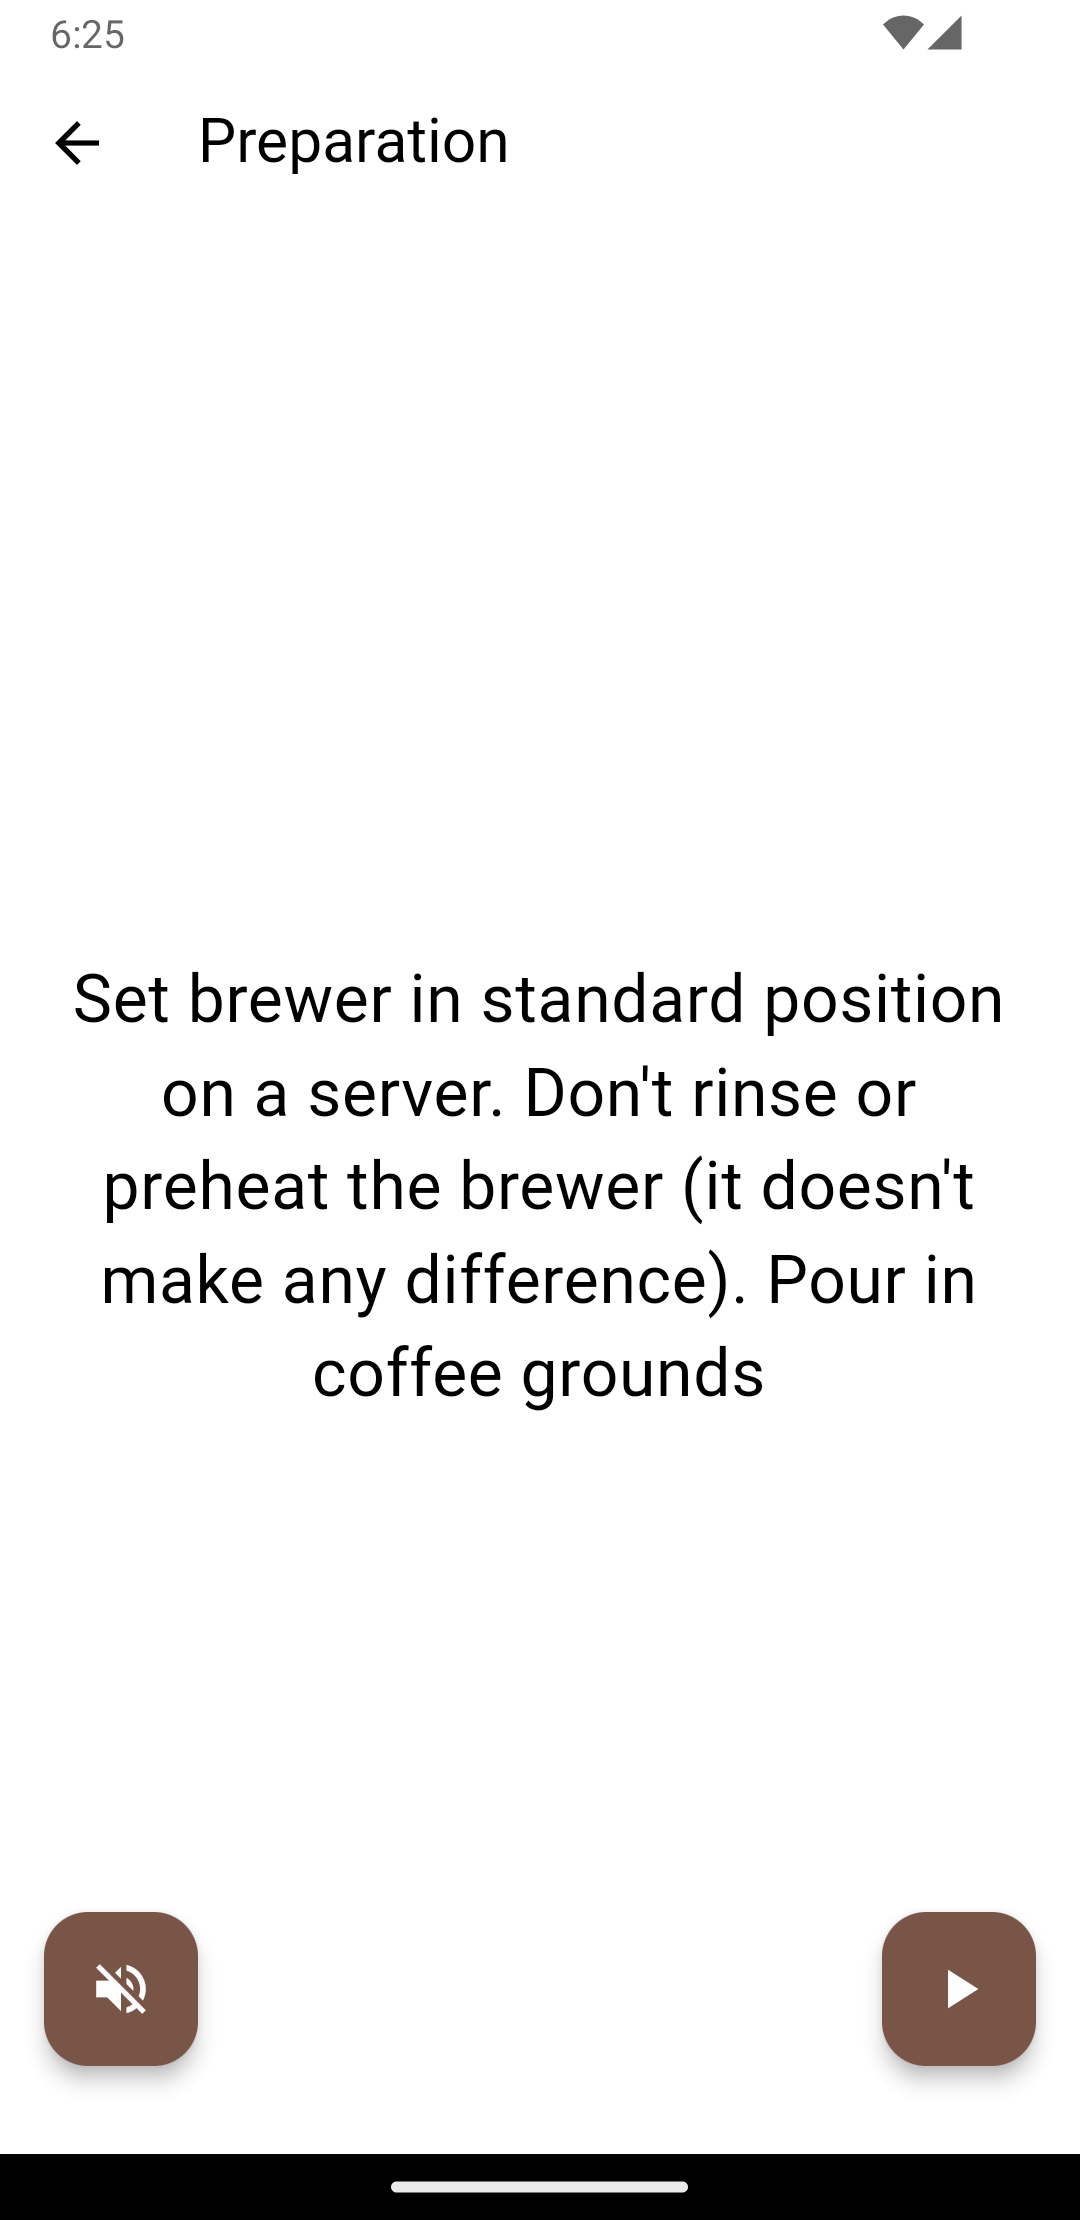 6:25
Preparation
Set brewer in standard position
on a server. Don't rinse or
preheat the brewer (it doesn't
make any difference). Pour in
coffee grounds